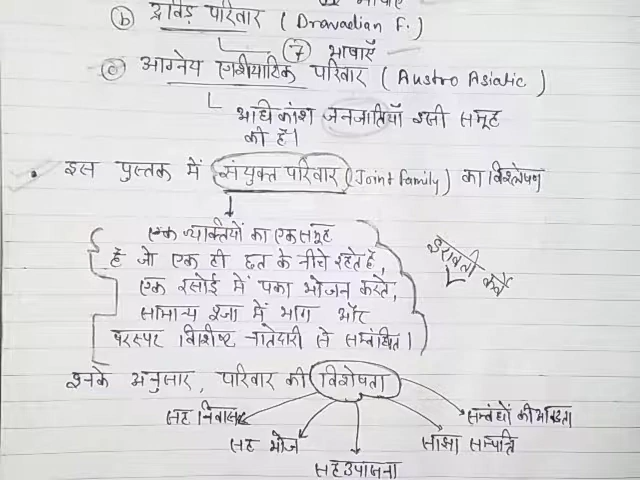 भाषाएँ
(b) द्रविड़ परिवार (Dravadian F.)
(7) भाषाएँ
(c) आग्नेय एशीयाटिक परिवार (Austro Asiatic)
अधिकांश जनजातियाँ इसी समूह
की है।
इस पुस्तक में संयुक्त परिवार (Joint family) का विश्लेषण
एक व्यक्तियों का एक समूह
है जो एक ही छत के नीचे रहते है,
एक रसोई में पका भोजन करते,
सामान्य पूजा में भाग और
परस्पर विशिष्ट नातेदारी से सम्बंधित।
इरावती कर्वे
इनके अनुसार, परिवार की विशेषता
सह निवास
सह भोज
सह उपार्जना
साझा सम्पत्ति
सम्बंधों की